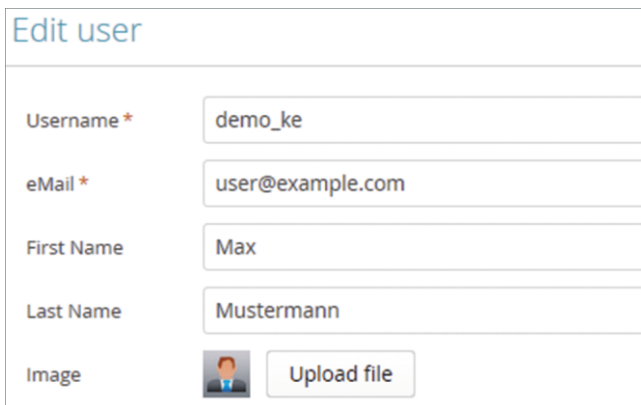 Edit user
Username * demo_ke
eMail * user@example.com
First Name Max
Last Name Mustermann
Image Upload file